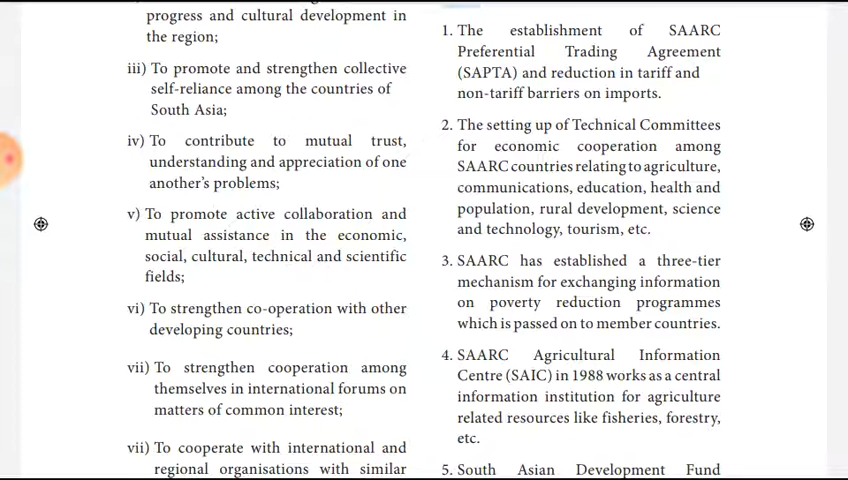 progress and cultural development in
the region;
iii) To promote and strengthen collective
self-reliance among the countries of
South Asia;
iv) To contribute to mutual trust,
understanding and appreciation of one
another’s problems;
v) To promote active collaboration and
mutual assistance in the economic,
social, cultural, technical and scientific
fields;
vi) To strengthen co-operation with other
developing countries;
vii) To strengthen cooperation among
themselves in international forums on
matters of common interest;
vii) To cooperate with international and
regional organisations with similar
1. The establishment of SAARC
Preferential Trading Agreement
(SAPTA) and reduction in tariff and
non-tariff barriers on imports.
2. The setting up of Technical Committees
for economic cooperation among
SAARC countries relating to agriculture,
communications, education, health and
population, rural development, science
and technology, tourism, etc.
3. SAARC has established a three-tier
mechanism for exchanging information
on poverty reduction programmes
which is passed on to member countries.
4. SAARC Agricultural Information
Centre (SAIC) in 1988 works as a central
information institution for agriculture
related resources like fisheries, forestry,
etc.
5. South Asian Development Fund